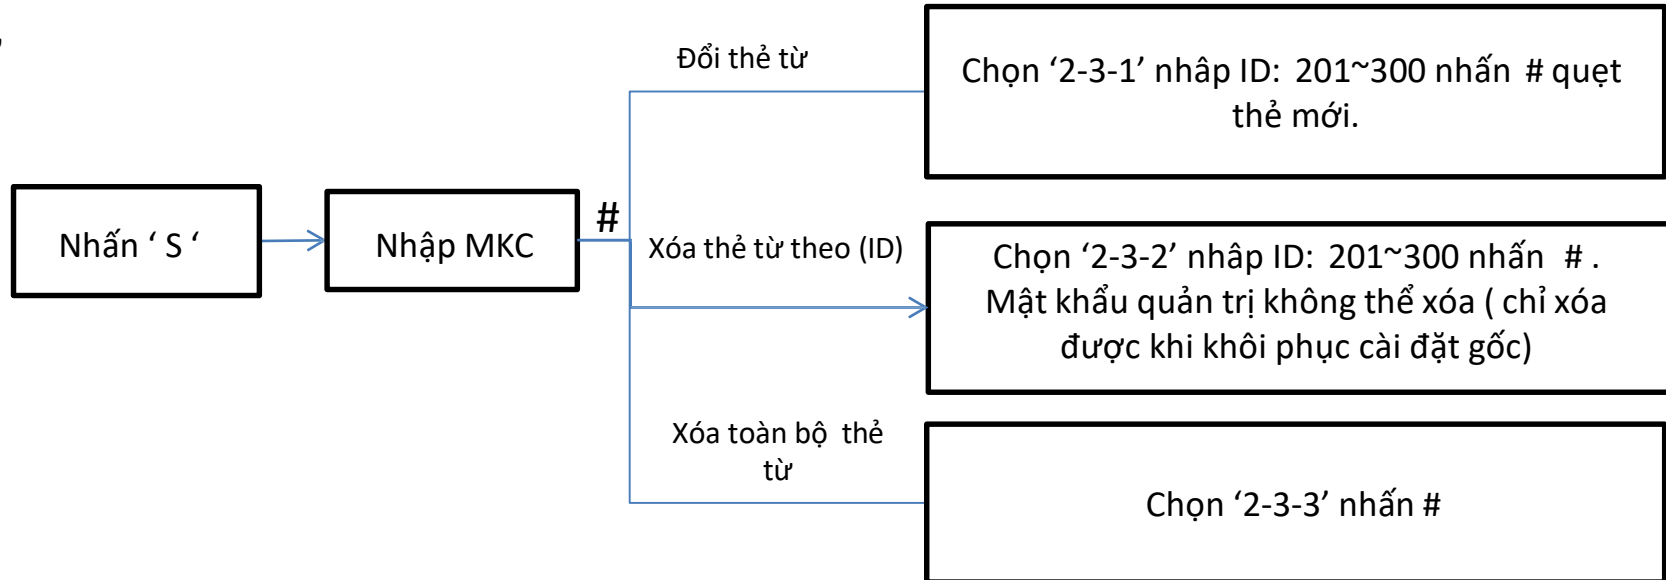 ’
Đổi thẻ từ
Chọn ‘2-3-1’ nhâp ID: 201~300 nhấn # quẹt
thẻ mới.
Nhấn ‘ S ‘
Nhập MKC
#
Xóa thẻ từ theo (ID)
Chọn ‘2-3-2’ nhâp ID: 201~300 nhấn # .
Mật khẩu quản trị không thể xóa ( chỉ xóa
được khi khôi phục cài đặt gốc)
Xóa toàn bộ thẻ
từ
Chọn ‘2-3-3’ nhấn #